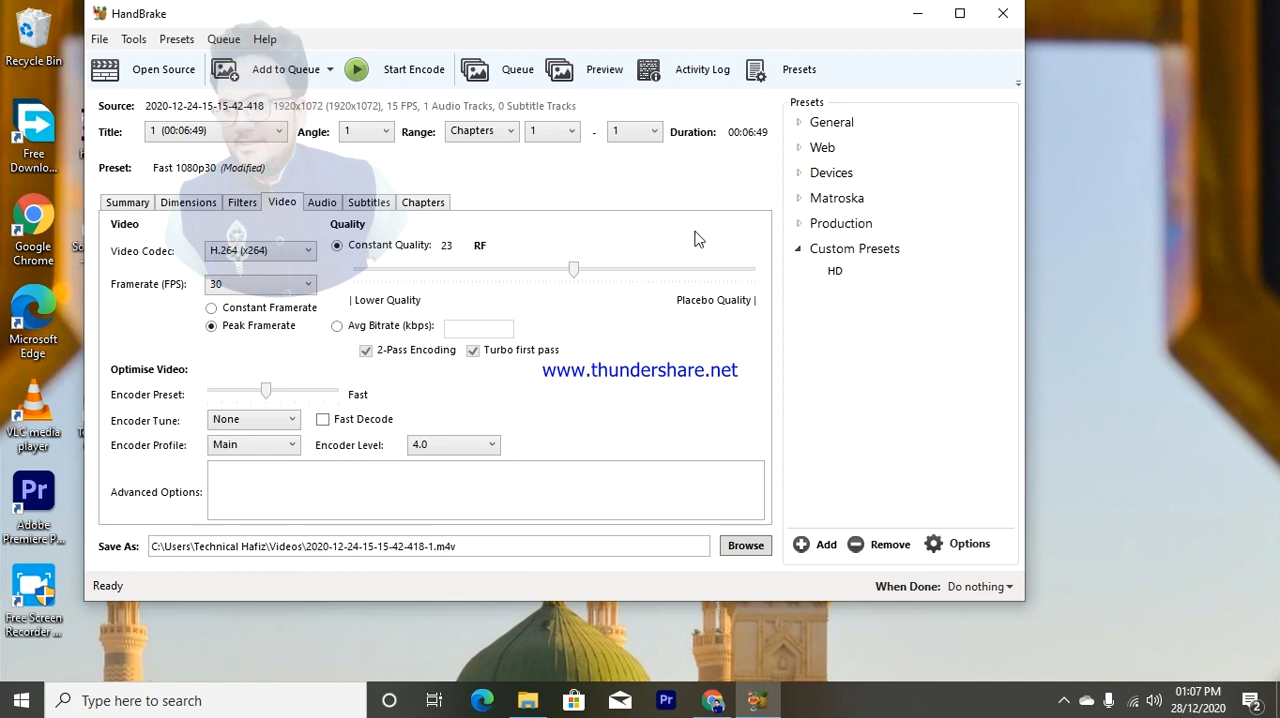 HandBrake
File Tools Presets Queue Help
Open Source Add to Queue Start Encode Queue Preview Activity Log Presets
Source: 2020-12-24-15-15-42-418 1920x1072 (1920x1072), 15 FPS, 1 Audio Tracks, 0 Subtitle Tracks
Title: 1 (00:06:49) Angle: 1 Range: Chapters 1 - 1 Duration: 00:06:49
Preset: Fast 1080p30 (Modified)
Summary Dimensions Filters Video Audio Subtitles Chapters
Video
Video Codec: H.264 (x264)
Framerate (FPS): 30
Constant Framerate
Peak Framerate
Quality
Constant Quality: 23 RF
| Lower Quality Placebo Quality |
Avg Bitrate (kbps):
2-Pass Encoding Turbo first pass
www.thundershare.net
Optimise Video:
Encoder Preset: Fast
Encoder Tune: None Fast Decode
Encoder Profile: Main Encoder Level: 4.0
Advanced Options:
Save As: C:\Users\Technical Hafiz\Videos\2020-12-24-15-15-42-418-1.m4v Browse
Ready
When Done: Do nothing
Presets
General
Web
Devices
Matroska
Production
Custom Presets
HD
Add Remove Options
Recycle Bin
Free
Downlo...
Google
Chrome
Microsoft
Edge
VLC media
player
Pr
Adobe
Premiere P...
Free Screen
Recorder ...
Type here to search
Pr
01:07 PM
28/12/2020
2